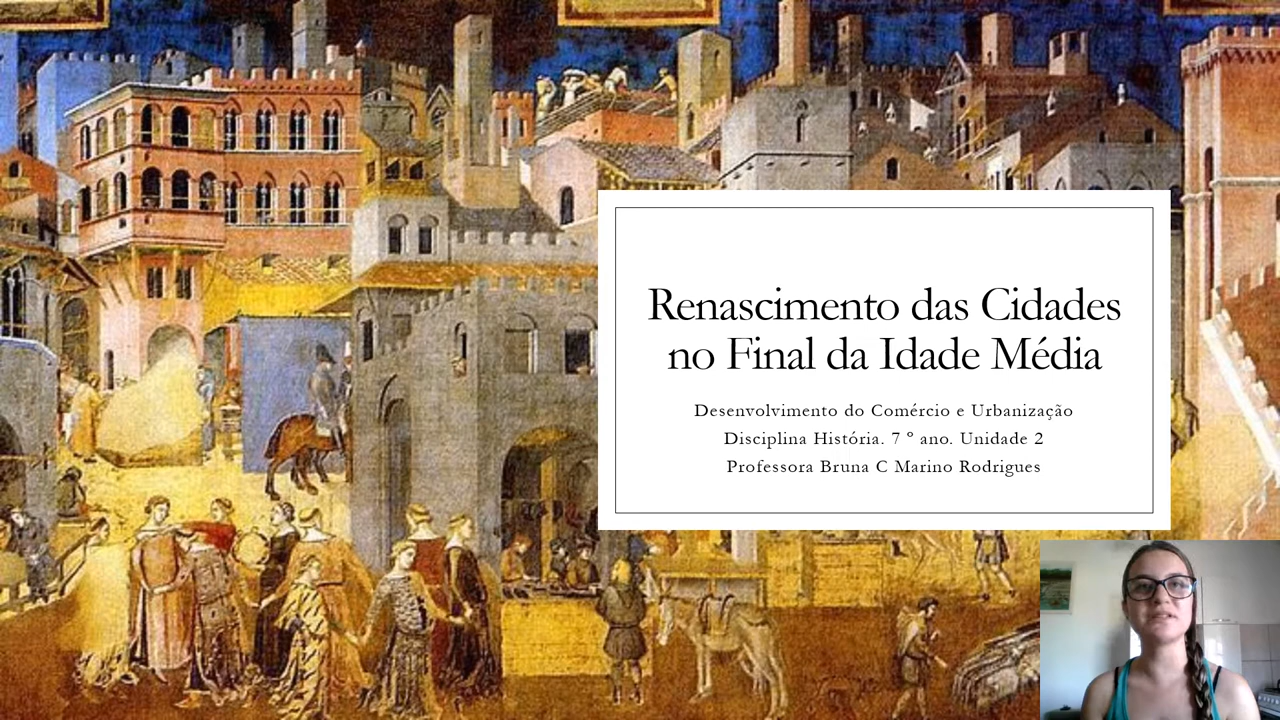 Renascimento das Cidades
no Final da Idade Média
Desenvolvimento do Comércio e Urbanização
Disciplina História. 7 º ano. Unidade 2
Professora Bruna C Marino Rodrigues